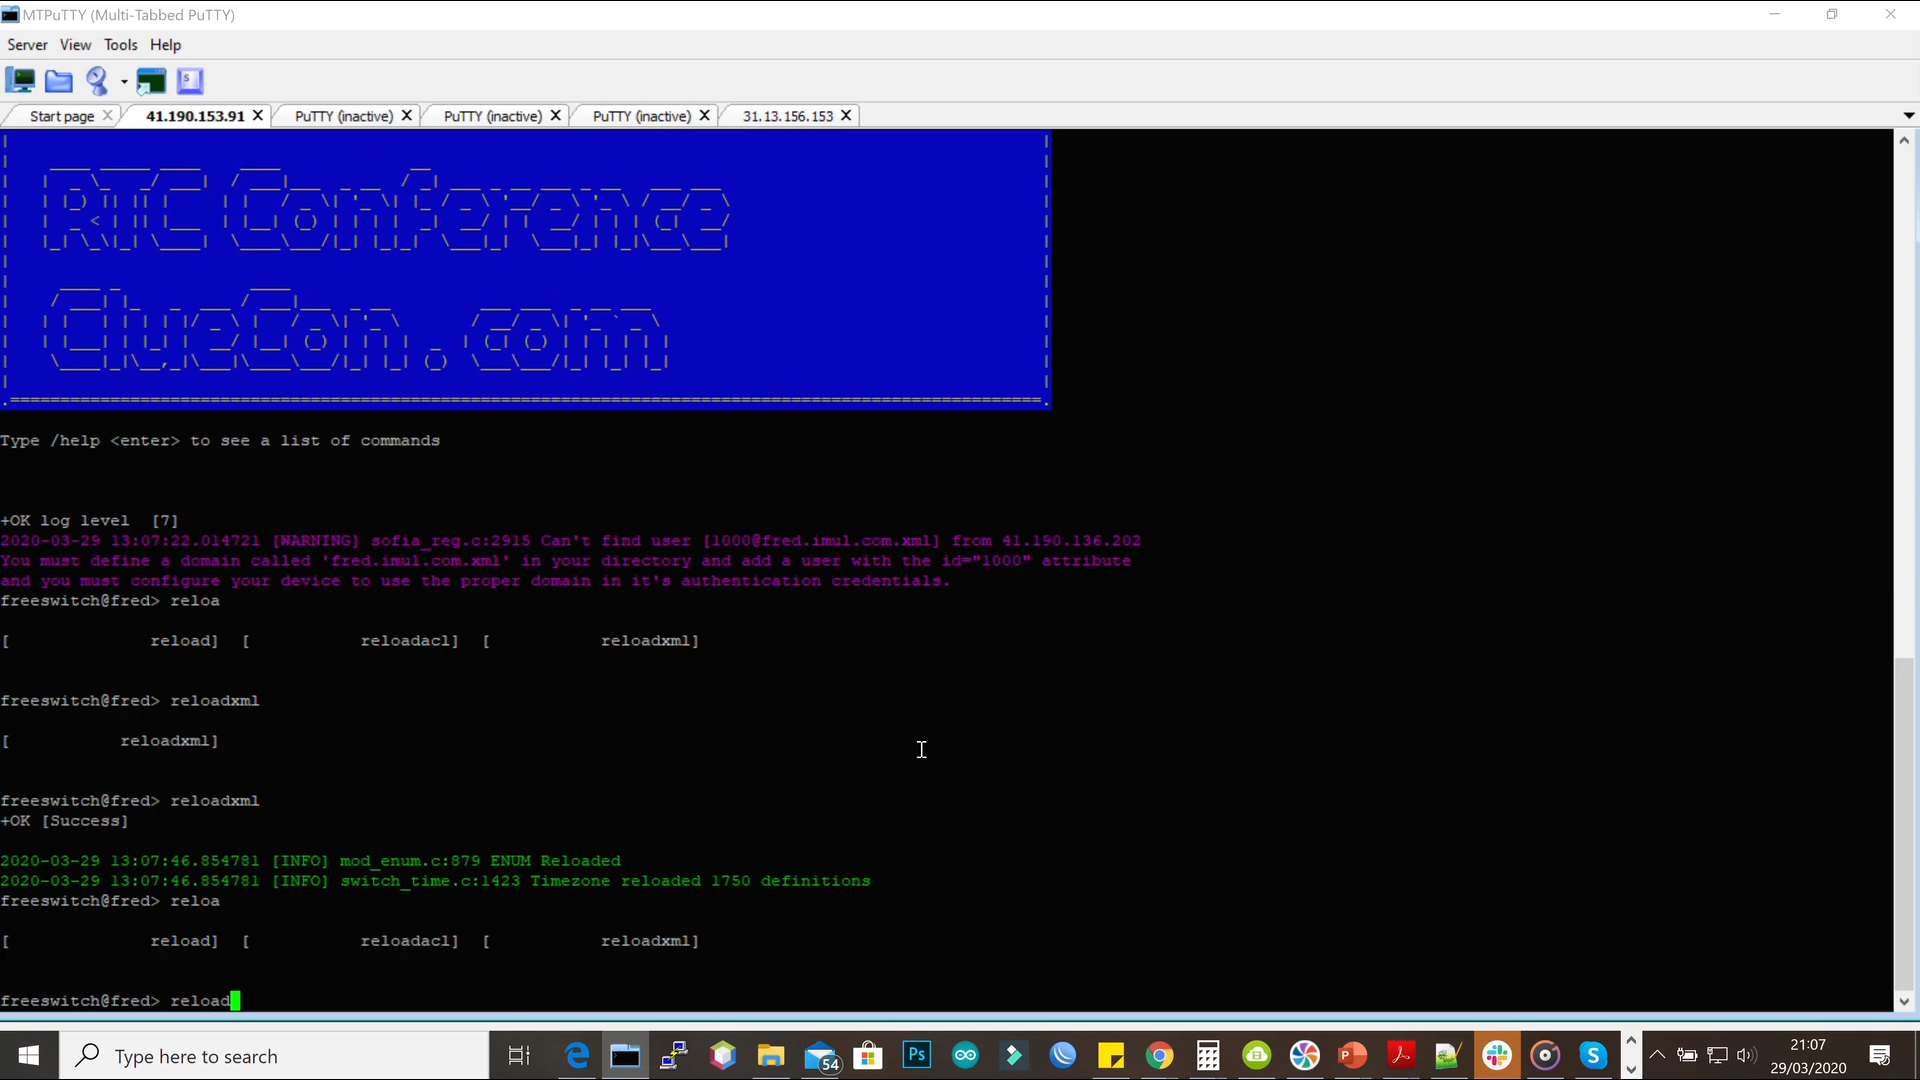 MTPuTTY (Multi-Tabbed PuTTY)
Server View Tools Help
Start page 41.190.153.91 PuTTY (inactive) PuTTY (inactive) PuTTY (inactive) 31.13.156.153
RTC Conference
ClueCon.com
Type /help <enter> to see a list of commands
+OK log level [7]
2020-03-29 13:07:22.014721 [WARNING] sofia_reg.c:2915 Can't find user [1000@fred.imul.com.xml] from 41.190.136.202
You must define a domain called 'fred.imul.com.xml' in your directory and add a user with the id="1000" attribute
and you must configure your device to use the proper domain in it's authentication credentials.
freeswitch@fred> reloa
[ reload] [ reloadacl] [ reloadxml]
freeswitch@fred> reloadxml
[ reloadxml]
freeswitch@fred> reloadxml
+OK [Success]
2020-03-29 13:07:46.854781 [INFO] mod_enum.c:879 ENUM Reloaded
2020-03-29 13:07:46.854781 [INFO] switch_time.c:1423 Timezone reloaded 1750 definitions
freeswitch@fred> reloa
[ reload] [ reloadacl] [ reloadxml]
freeswitch@fred> reload
Type here to search
54
Ps
21:07
29/03/2020